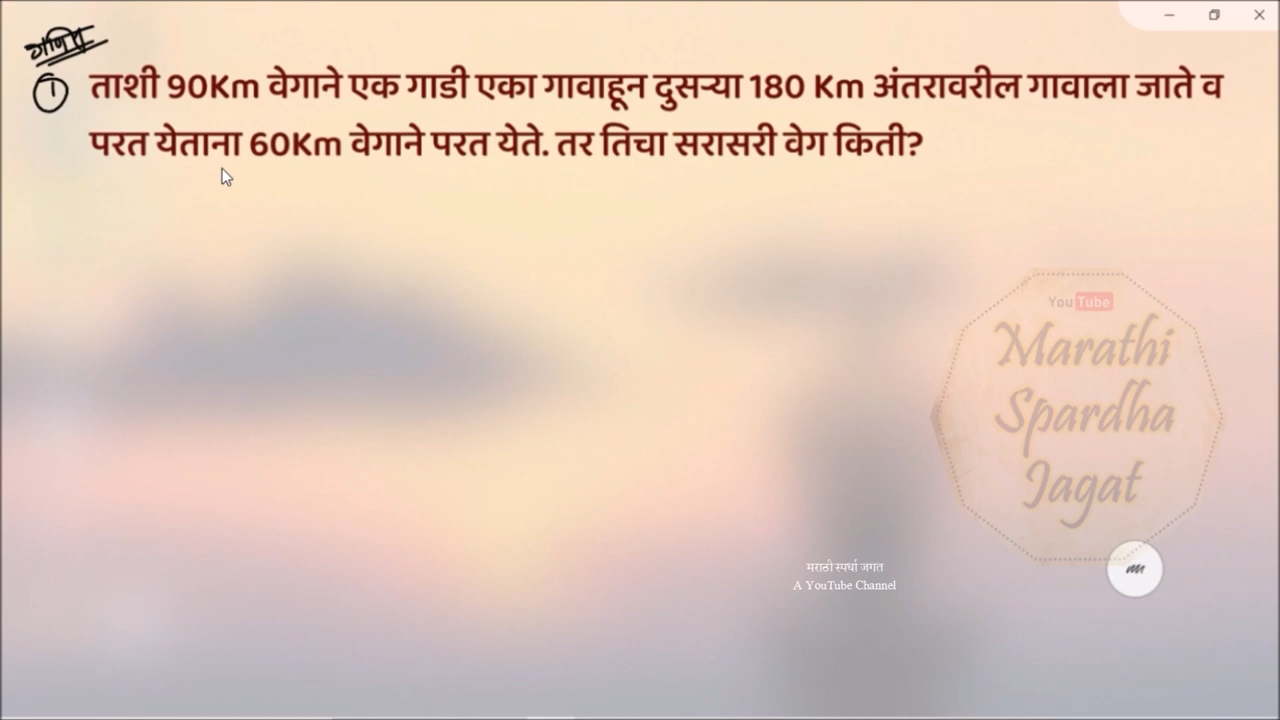 गणित
① ताशी 90Km वेगाने एक गाडी एका गावाहून दुसऱ्या 180 Km अंतरावरील गावाला जाते व
परत येताना 60Km वेगाने परत येते. तर तिचा सरासरी वेग किती?
YouTube
Marathi
Spardha
Jagat
मराठी स्पर्धा जगत
A YouTube Channel